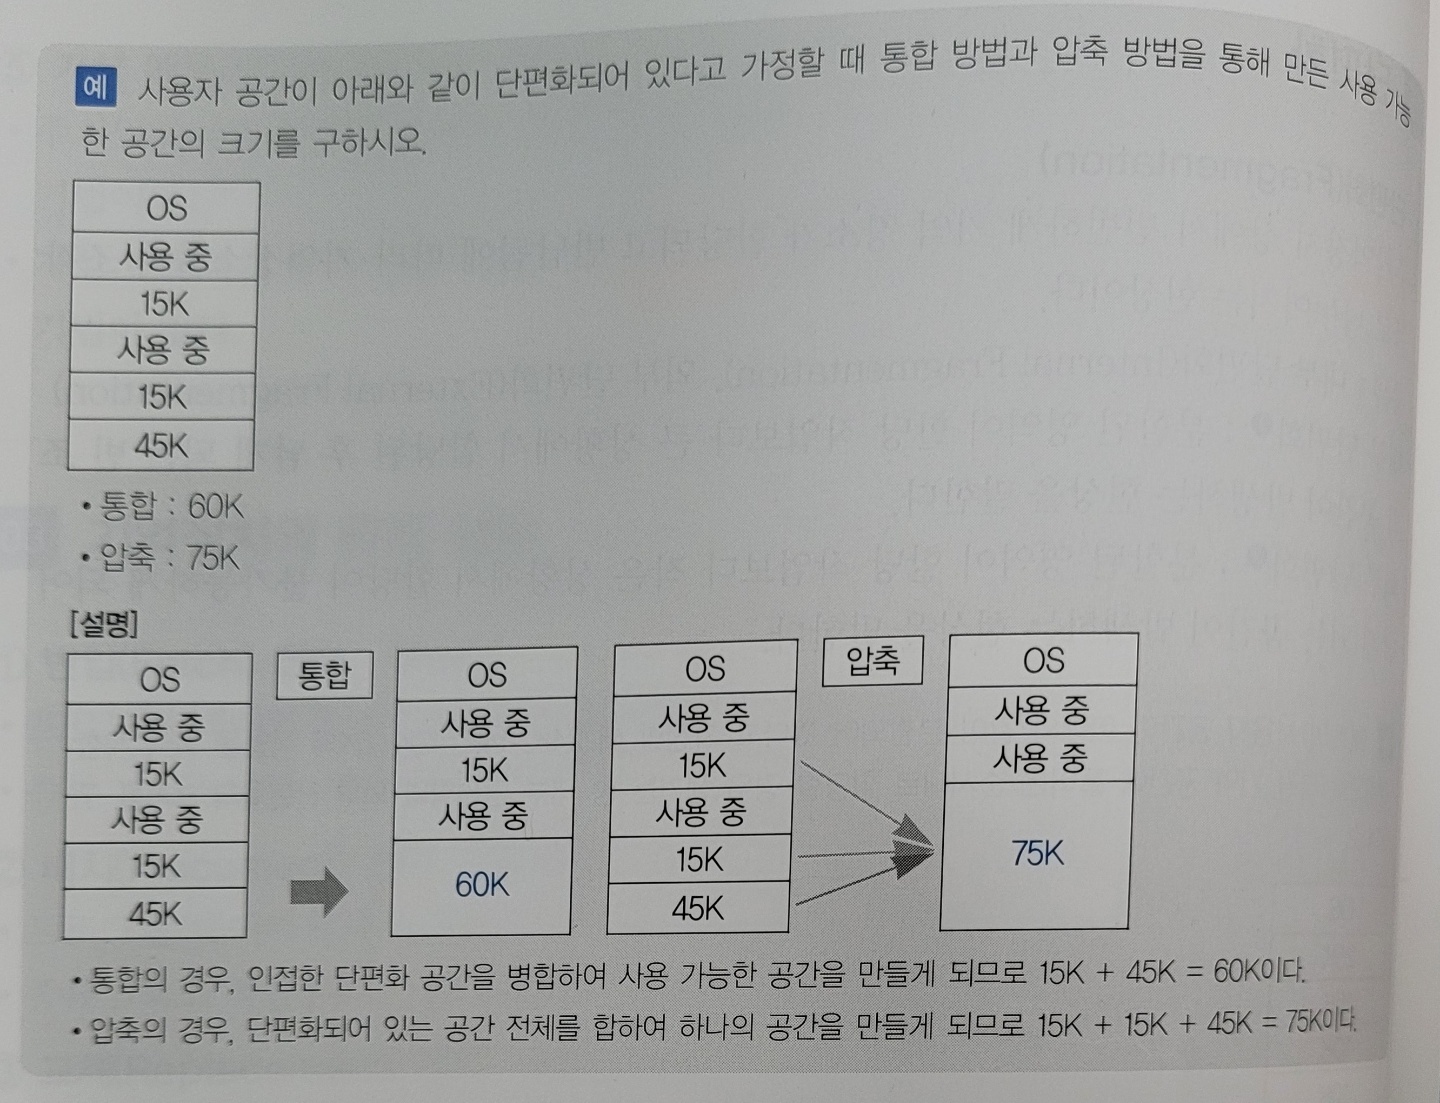 예 사용자 공간이 아래와 같이 단편화되어 있다고 가정할 때 통합 방법과 압축 방법을 통해 만든 사용 가능
한 공간의 크기를 구하시오.
OS
사용 중
15K
사용 중
15K
45K
• 통합 : 60K
• 압축 : 75K
[설명]
OS
사용 중
15K
사용 중
15K
45K
통합
OS
사용 중
15K
사용 중
60K
OS
사용 중
15K
사용 중
15K
45K
압축
OS
사용 중
사용 중
75K
• 통합의 경우, 인접한 단편화 공간을 병합하여 사용 가능한 공간을 만들게 되므로 15K + 45K = 60K이다.
• 압축의 경우, 단편화되어 있는 공간 전체를 합하여 하나의 공간을 만들게 되므로 15K + 15K + 45K = 75K이다.